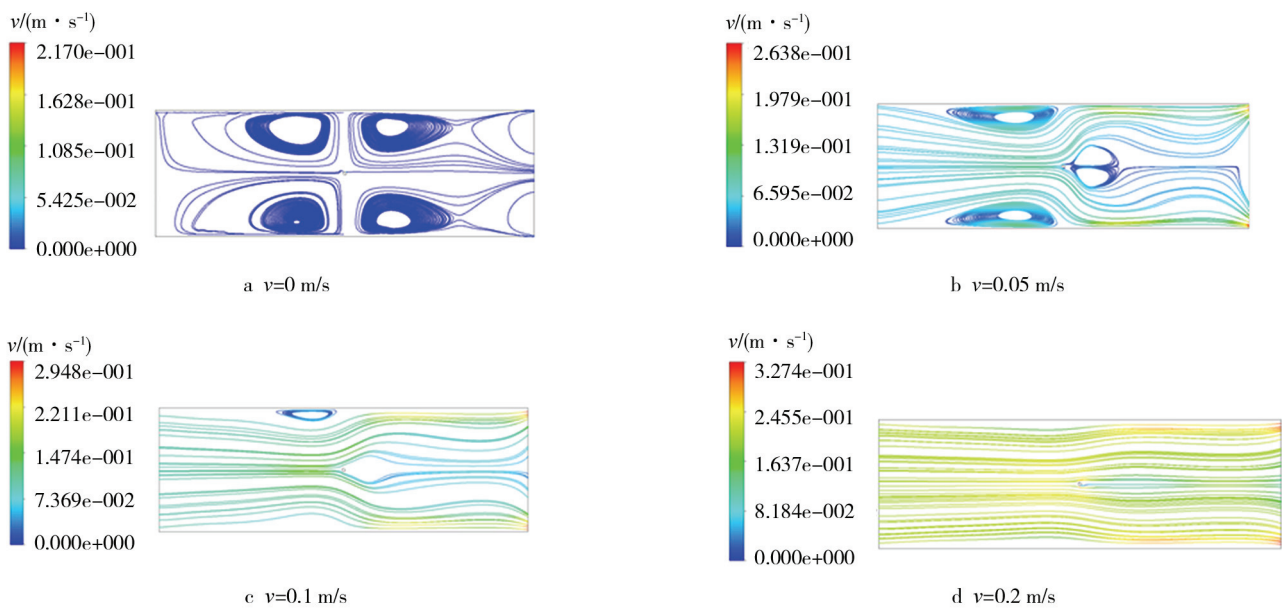 v/(m · s⁻¹)
2.170e-001
1.628e-001
1.085e-001
5.425e-002
0.000e+000
a v=0 m/s
v/(m · s⁻¹)
2.638e-001
1.979e-001
1.319e-001
6.595e-002
0.000e+000
b v=0.05 m/s
v/(m · s⁻¹)
2.948e-001
2.211e-001
1.474e-001
7.369e-002
0.000e+000
c v=0.1 m/s
v/(m · s⁻¹)
3.274e-001
2.455e-001
1.637e-001
8.184e-002
0.000e+000
d v=0.2 m/s